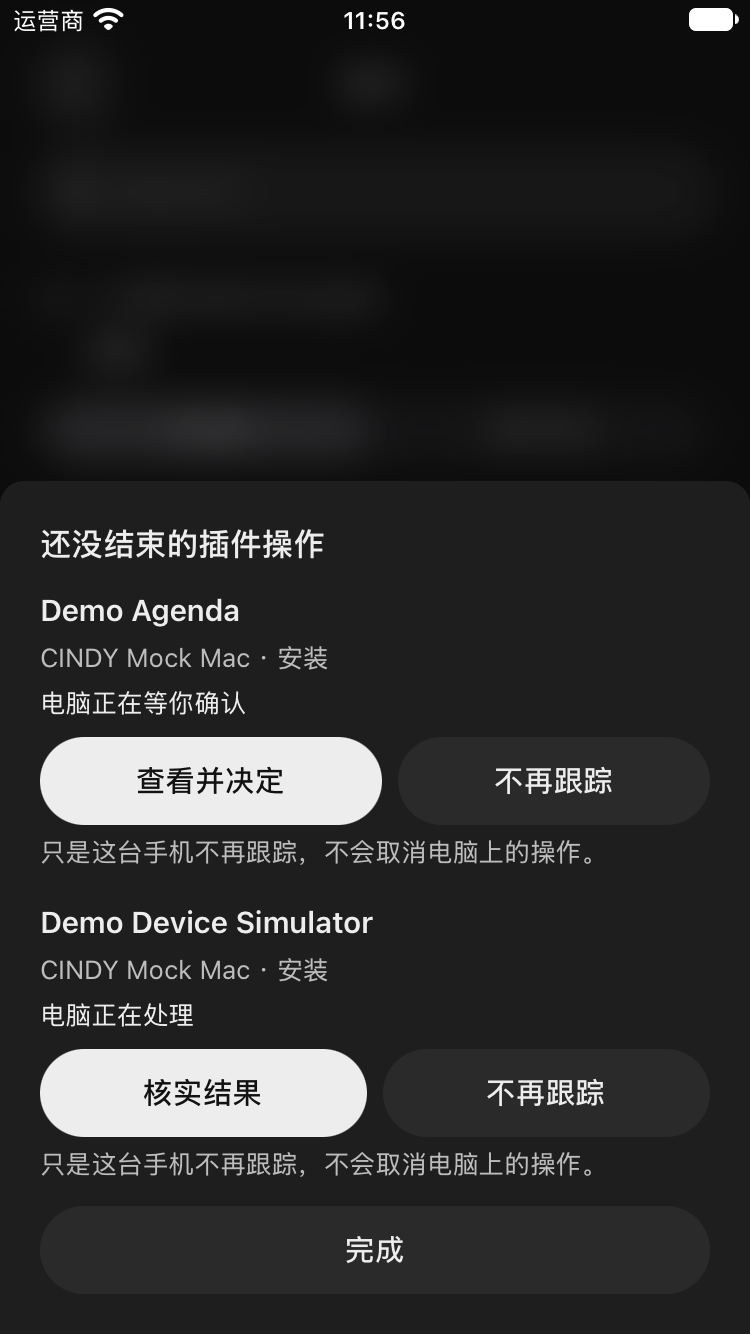 运营商
11:56
还没结束的插件操作
Demo Agenda
CINDY Mock Mac · 安装
电脑正在等你确认
查看并决定
不再跟踪
只是这台手机不再跟踪，不会取消电脑上的操作。
Demo Device Simulator
CINDY Mock Mac · 安装
电脑正在处理
核实结果
不再跟踪
只是这台手机不再跟踪，不会取消电脑上的操作。
完成